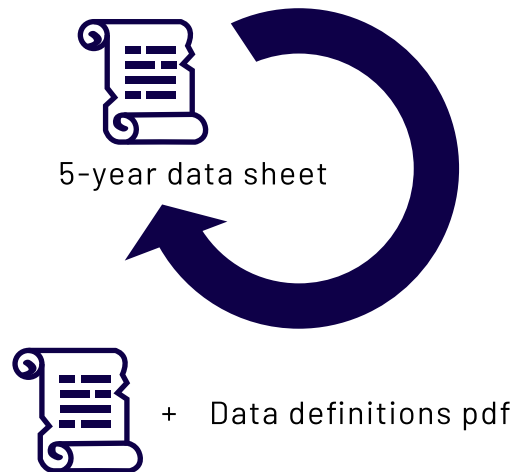 5-year data sheet
+ Data definitions pdf